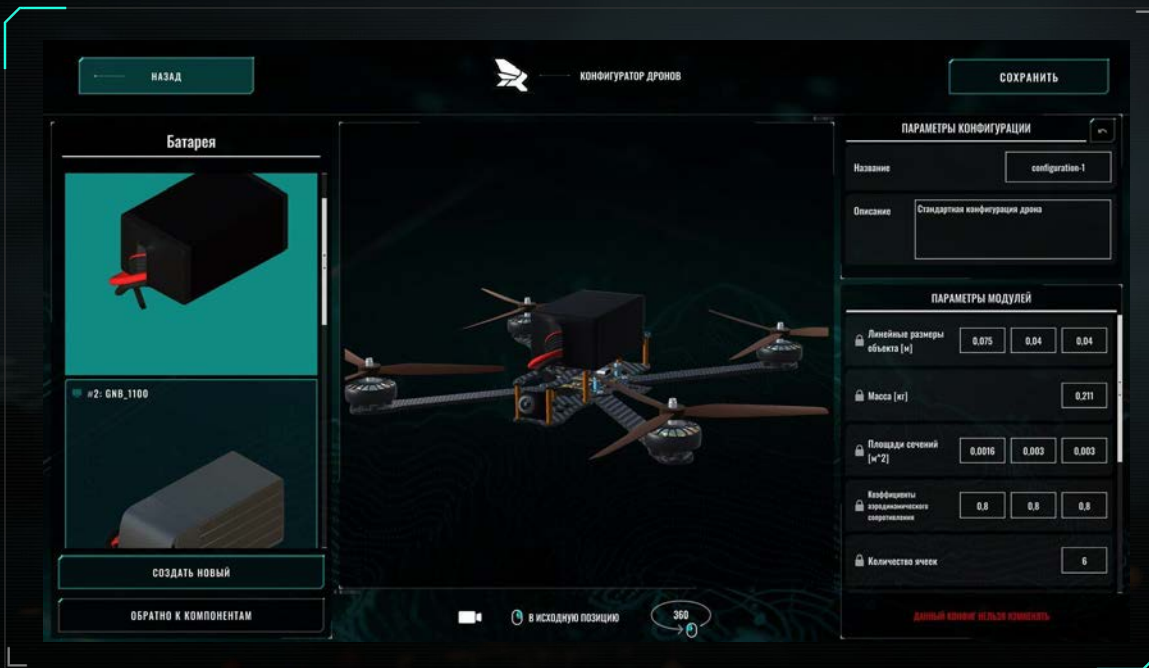 НАЗАД
КОНФИГУРАТОР ДРОНОВ
СОХРАНИТЬ
Батарея
#2: GNB_1100
СОЗДАТЬ НОВЫЙ
ОБРАТНО К КОМПОНЕНТАМ
В ИСХОДНУЮ ПОЗИЦИЮ
360
ПАРАМЕТРЫ КОНФИГУРАЦИИ
Название
configuration-1
Описание
Стандартная конфигурация дрона
ПАРАМЕТРЫ МОДУЛЕЙ
Линейные размеры
объекта [м]
0,075 0,04 0,04
Масса [кг]
0,211
Площади сечений
[м^2]
0,0016 0,003 0,003
Коэффициенты
аэродинамического
сопротивления
0,8 0,8 0,8
Количество ячеек
6
ДАННЫЙ КОНФИГ НЕЛЬЗЯ ИЗМЕНИТЬ